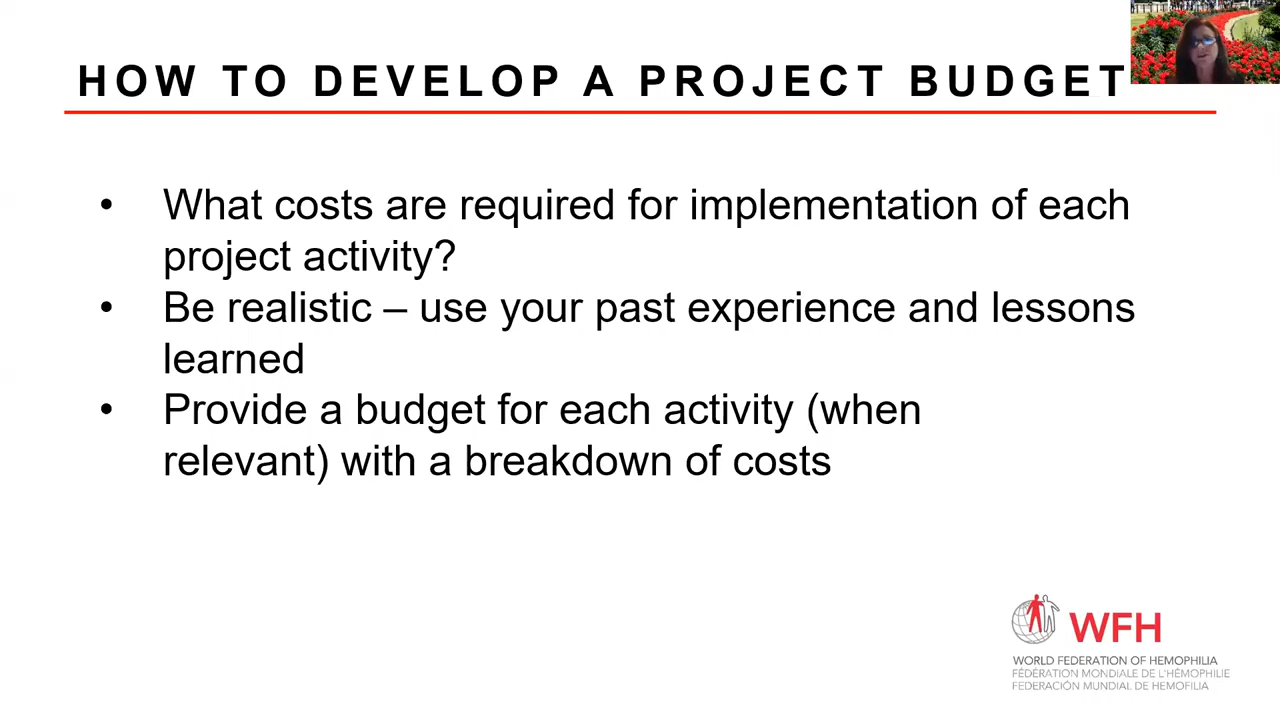 HOW TO DEVELOP A PROJECT BUDGET
• What costs are required for implementation of each
project activity?
• Be realistic – use your past experience and lessons
learned
• Provide a budget for each activity (when
relevant) with a breakdown of costs
WFH
WORLD FEDERATION OF HEMOPHILIA
FÉDÉRATION MONDIALE DE L'HÉMOPHILIE
FEDERACIÓN MUNDIAL DE HEMOFILIA